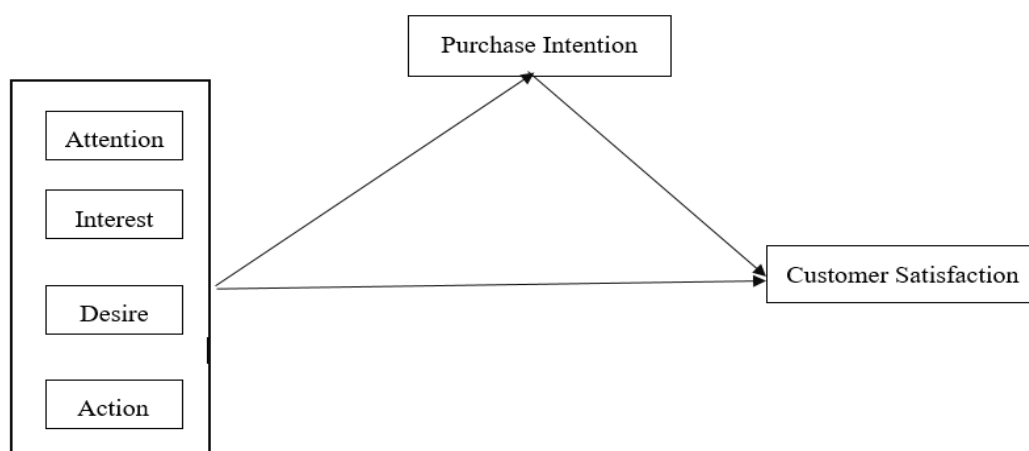 Purchase Intention
Attention
Interest
Desire
Action
Customer Satisfaction